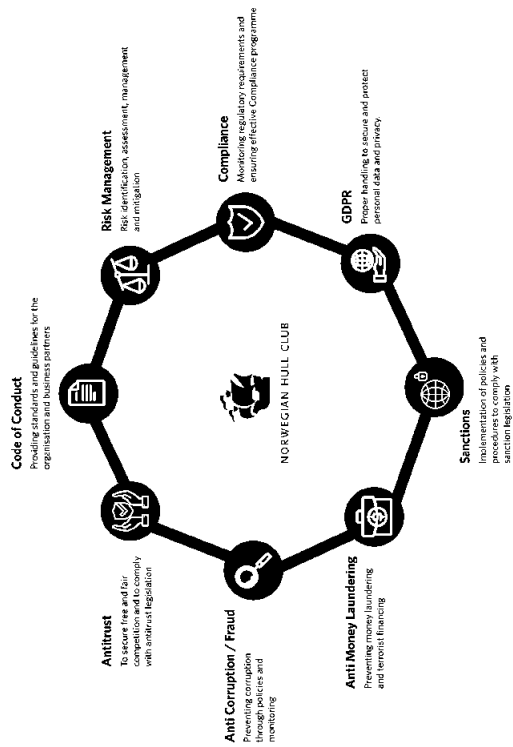 Code of Conduct
Providing standards and guidelines for the
organisation and business partners
Risk Management
Risk identification, assessment, management
and mitigation
Compliance
Monitoring regulatory requirements and
ensuring effective Compliance programme
GDPR
Proper handling to secure and protect
personal data and privacy.
Sanctions
Implementation of policies and
procedures to comply with
sanction legislation
Anti Money Laundering
Preventing money laundering
and terrorist financing
Anti Corruption / Fraud
Preventing corruption
through policies and
monitoring
Antitrust
To secure free and fair
competition and to comply
with antitrust legislation
NORWEGIAN HULL CLUB